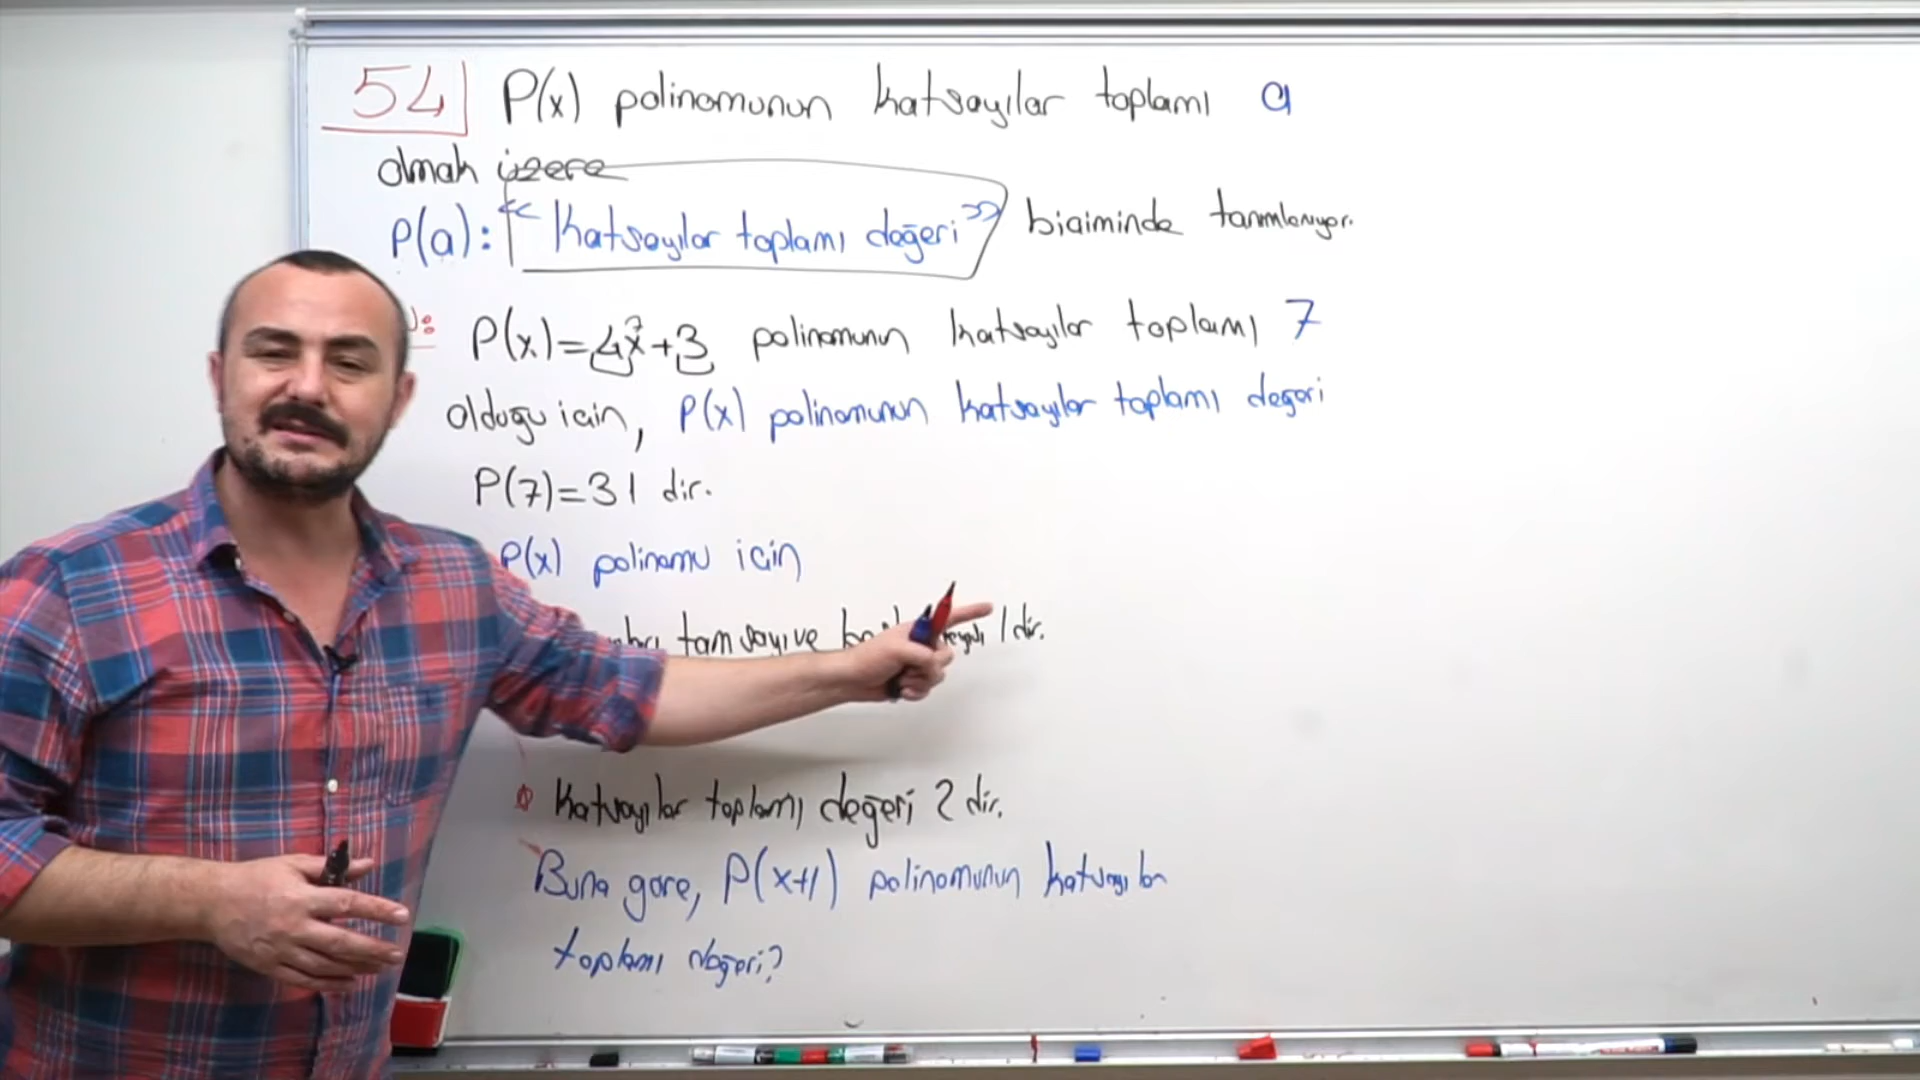 54 P(x) polinomunun katsayılar toplamı a
olmak üzere
P(a): "Katsayılar toplamı değeri" biçiminde tanımlanıyor.
P(x)=4x+3 polinomunun katsayılar toplamı 7
olduğu için, P(x) polinomunun katsayılar toplamı değeri
P(7)=31 dir.
P(x) polinomu için
tam sayı ve 1 dir.
• Katsayılar toplamı değeri 2 dir.
Buna göre, P(x+1) polinomunun katsayılar
toplamı değeri?